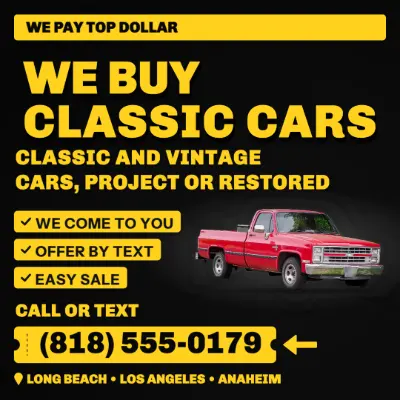 WE PAY TOP DOLLAR
WE BUY
CLASSIC CARS
CLASSIC AND VINTAGE
CARS, PROJECT OR RESTORED
WE COME TO YOU
OFFER BY TEXT
EASY SALE
CALL OR TEXT
(818) 555-0179
LONG BEACH • LOS ANGELES • ANAHEIM